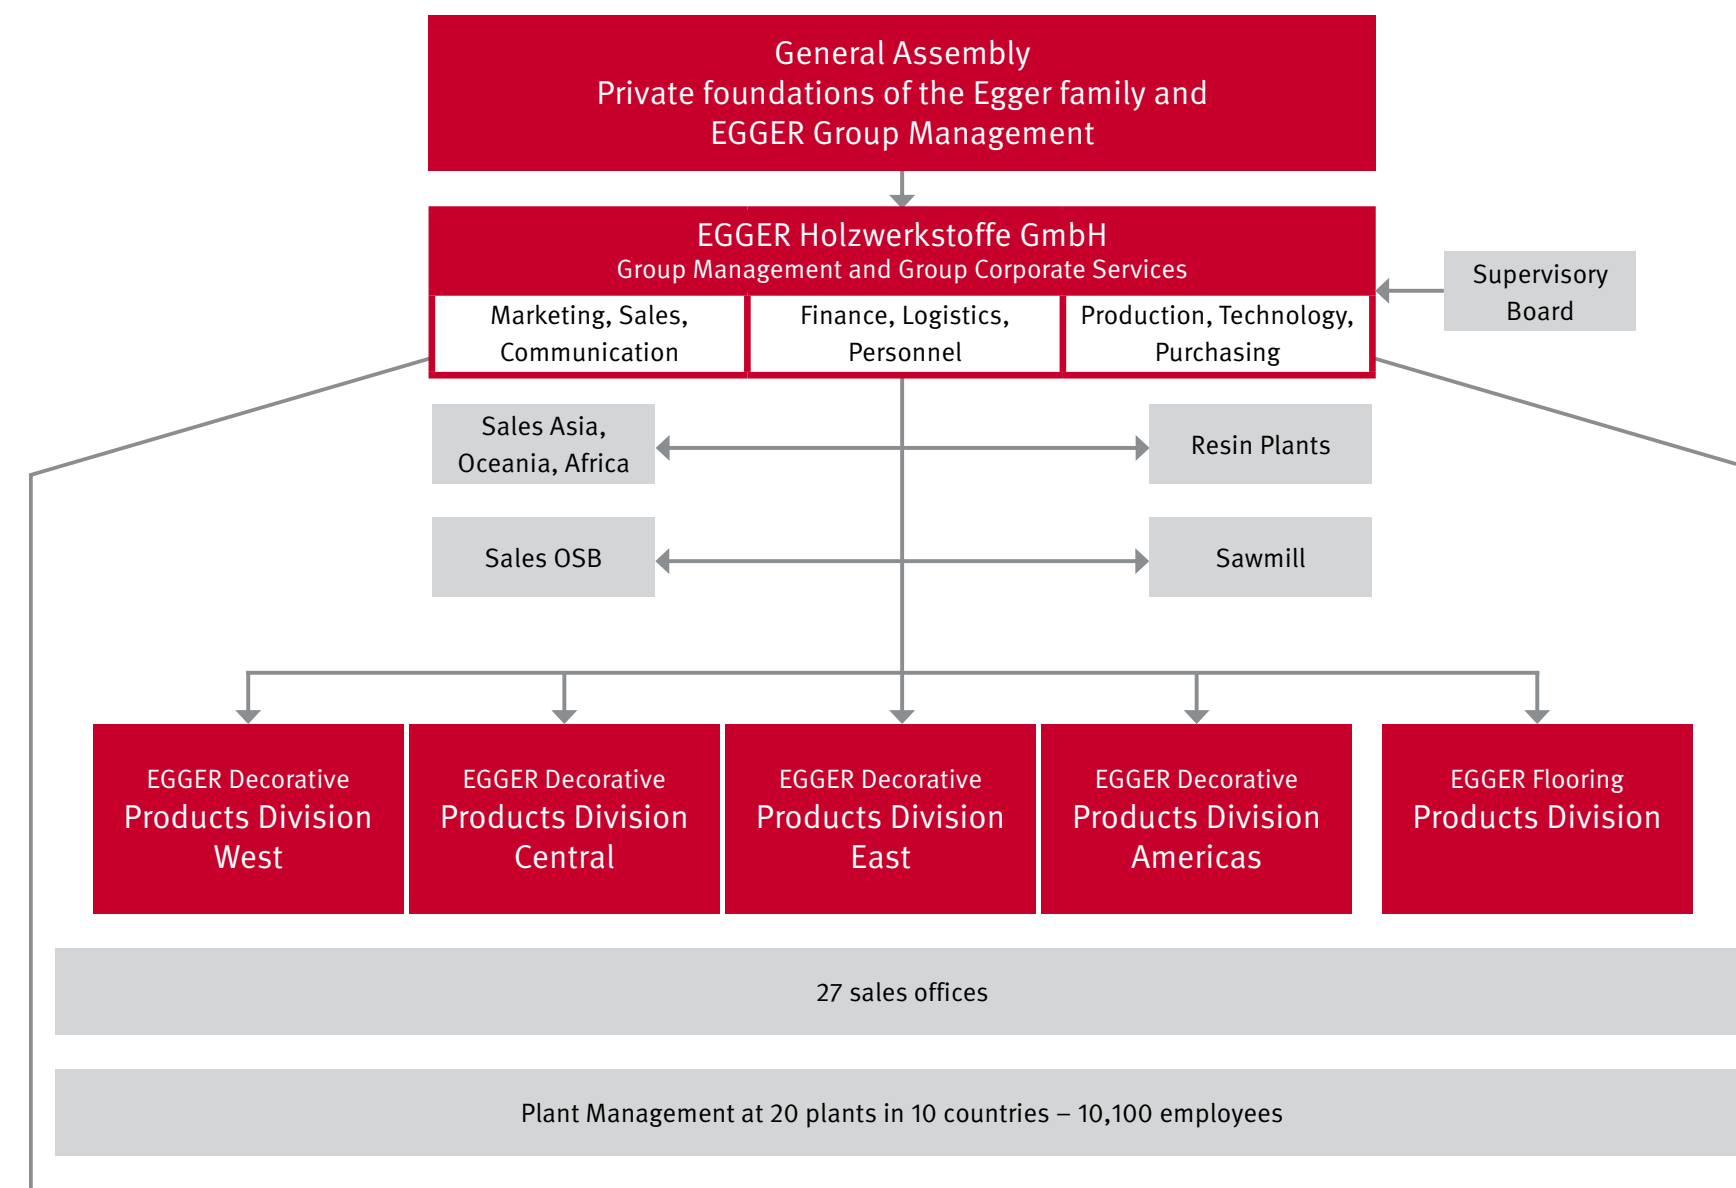 General Assembly
Private foundations of the Egger family and
EGGER Group Management
EGGER Holzwerkstoffe GmbH
Group Management and Group Corporate Services
Marketing, Sales,
Communication
Finance, Logistics,
Personnel
Production, Technology,
Purchasing
Supervisory
Board
Sales Asia,
Oceania, Africa
Resin Plants
Sales OSB
Sawmill
EGGER Decorative
Products Division
West
EGGER Decorative
Products Division
Central
EGGER Decorative
Products Division
East
EGGER Decorative
Products Division
Americas
EGGER Flooring
Products Division
27 sales offices
Plant Management at 20 plants in 10 countries – 10,100 employees